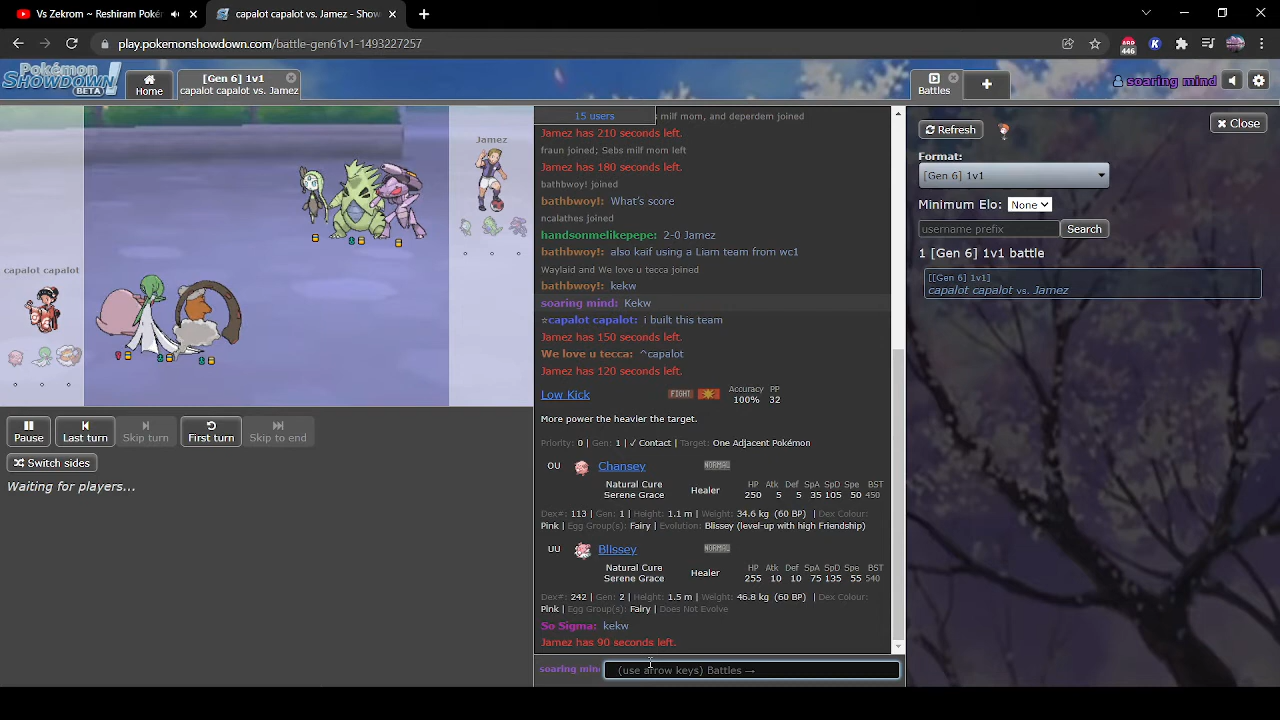 Vs Zekrom ~ Reshiram Poké
capalot capalot vs. Jamez - Show
play.pokemonshowdown.com/battle-gen61v1-1493227257
ABP
446
K
Pokémon
SHOWDOWN!
BETA
Home
[Gen 6] 1v1
capalot capalot vs. Jamez
Battles
soaring mind
15 users
milf mom, and deperdem joined
Jamez has 210 seconds left.
fraun joined; Sebs milf mom left
Jamez has 180 seconds left.
bathbwoy! joined
bathbwoy!: What's score
ncalathes joined
handsonmelikepepe: 2-0 Jamez
bathbwoy!: also kaif using a Liam team from wc1
Waylaid and We love u tecca joined
bathbwoy!: kekw
soaring mind: Kekw
☆capalot capalot: i built this team
Jamez has 150 seconds left.
We love u tecca: ^capalot
Jamez has 120 seconds left.
Low Kick FIGHT Accuracy 100% PP 32
More power the heavier the target.
Priority: 0 | Gen: 1 | ✓ Contact | Target: One Adjacent Pokémon
OU Chansey NORMAL
Natural Cure
Serene Grace Healer
HP Atk Def SpA SpD Spe BST
250 5 5 35 105 50 450
Dex#: 113 | Gen: 1 | Height: 1.1 m | Weight: 34.6 kg (60 BP) | Dex Colour:
Pink | Egg Group(s): Fairy | Evolution: Blissey (level-up with high Friendship)
UU Blissey NORMAL
Natural Cure
Serene Grace Healer
HP Atk Def SpA SpD Spe BST
255 10 10 75 135 55 540
Dex#: 242 | Gen: 2 | Height: 1.5 m | Weight: 46.8 kg (60 BP) | Dex Colour:
Pink | Egg Group(s): Fairy | Does Not Evolve
So Sigma: kekw
Jamez has 90 seconds left.
soaring mind (use arrow keys) Battles →
Jamez
capalot capalot
Pause
Last turn
Skip turn
First turn
Skip to end
Switch sides
Waiting for players...
Refresh
Close
Format:
[Gen 6] 1v1
Minimum Elo: None
username prefix
Search
1 [Gen 6] 1v1 battle
[[Gen 6] 1v1]
capalot capalot vs. Jamez